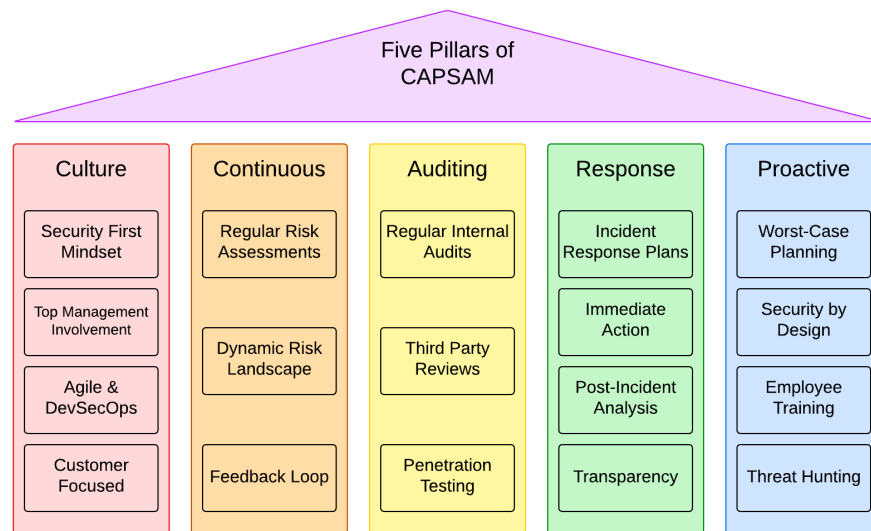 Five Pillars of
CAPSAM
Culture
Security First
Mindset
Top Management
Involvement
Agile &
DevSecOps
Customer
Focused
Continuous
Regular Risk
Assessments
Dynamic Risk
Landscape
Feedback Loop
Auditing
Regular Internal
Audits
Third Party
Reviews
Penetration
Testing
Response
Incident
Response Plans
Immediate
Action
Post-Incident
Analysis
Transparency
Proactive
Worst-Case
Planning
Security by
Design
Employee
Training
Threat Hunting